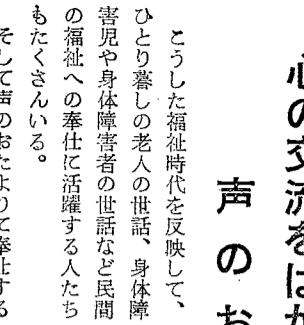 心の交流をはか
声のお
こうした福祉時代を反映して、
ひとり暮しの老人の世話、身体障
害児や身体障害者の世話など民間
の福祉への奉仕に活躍する人たち
もたくさんいる。
そして声のおたよりで奉仕する